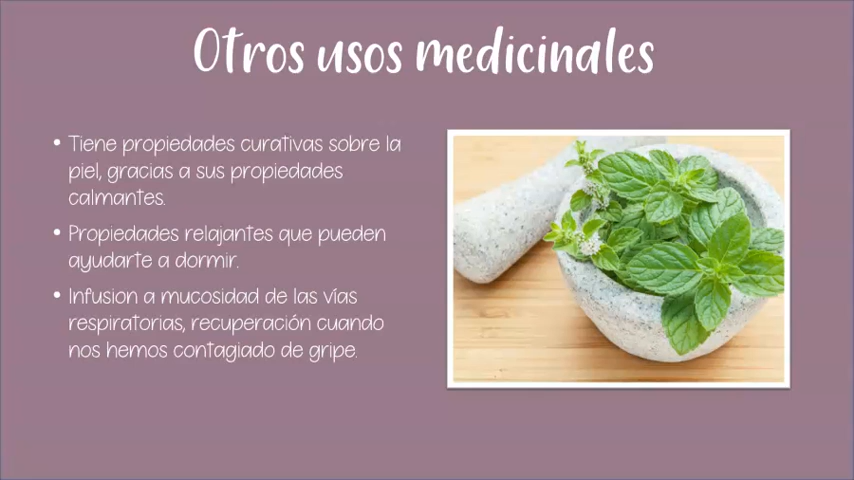 Otros usos medicinales
• Tiene propiedades curativas sobre la
piel, gracias a sus propiedades
calmantes.
• Propiedades relajantes que pueden
ayudarte a dormir.
• Infusion a mucosidad de las vías
respiratorias, recuperación cuando
nos hemos contagiado de gripe.